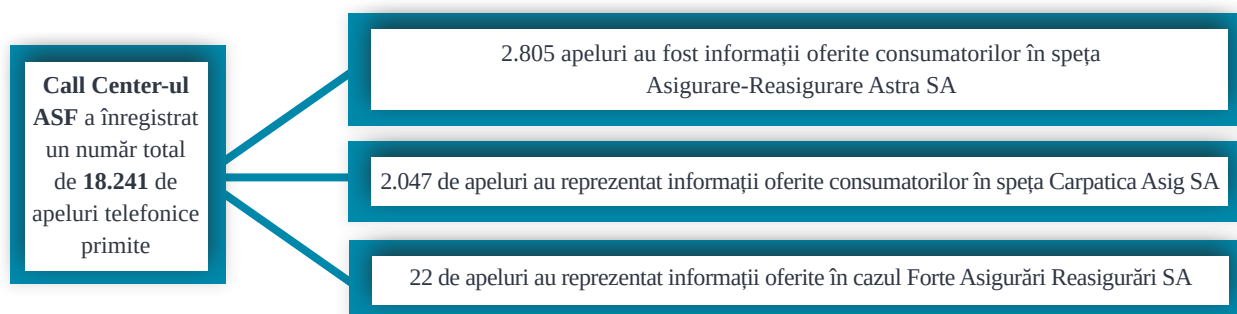 Call Center-ul
ASF a înregistrat
un număr total
de 18.241 de
apeluri telefonice
primite
2.805 apeluri au fost informații oferite consumatorilor în speța
Asigurare-Reasigurare Astra SA
2.047 de apeluri au reprezentat informații oferite consumatorilor în speța Carpatica Asig SA
22 de apeluri au reprezentat informații oferite în cazul Forte Asigurări Reasigurări SA